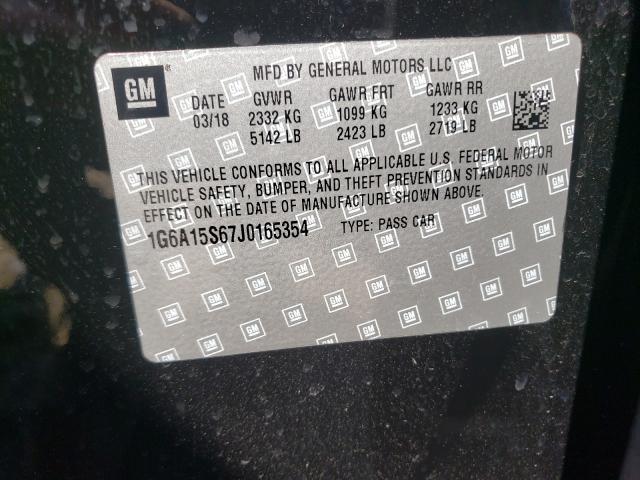 GM
MFD BY GENERAL MOTORS LLC
DATE GVWR GAWR FRT GAWR RR
03/18 2332 KG 1099 KG 1233 KG
5142 LB 2423 LB 2719 LB
THIS VEHICLE CONFORMS TO ALL APPLICABLE U.S. FEDERAL MOTOR
VEHICLE SAFETY, BUMPER, AND THEFT PREVENTION STANDARDS IN
EFFECT ON THE DATE OF MANUFACTURE SHOWN ABOVE.
1G6A15S67J0165354 TYPE: PASS CAR